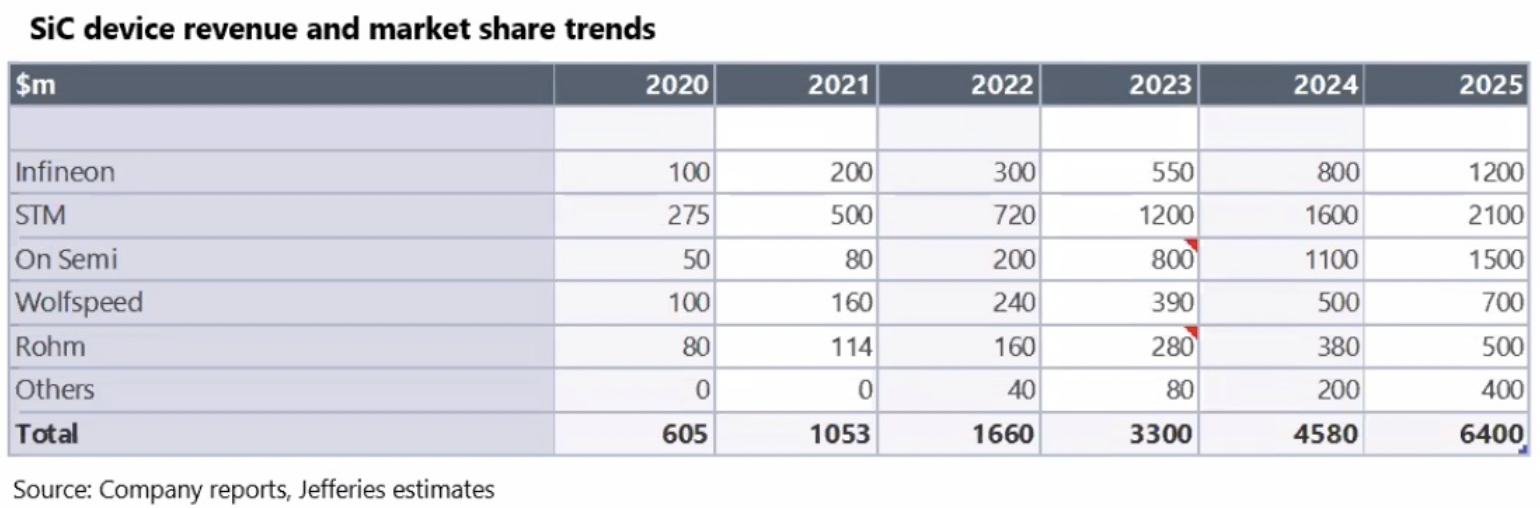 SiC device revenue and market share trends
$m 2020 2021 2022 2023 2024 2025
Infineon 100 200 300 550 800 1200
STM 275 500 720 1200 1600 2100
On Semi 50 80 200 800 1100 1500
Wolfspeed 100 160 240 390 500 700
Rohm 80 114 160 280 380 500
Others 0 0 40 80 200 400
Total 605 1053 1660 3300 4580 6400
Source: Company reports, Jefferies estimates